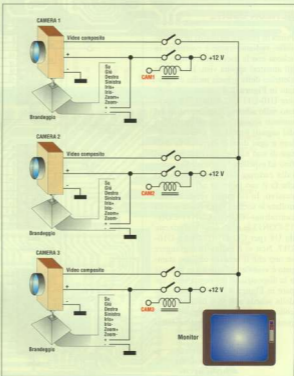 CAMERA 1
Video composito
+
-
+12 V
CAM1
Su
Giù
Destra
Sinistra
Iris+
Iris-
Zoom+
Zoom-
+
-
Brandeggio
CAMERA 2
Video composito
+
-
+12 V
CAM2
Su
Giù
Destra
Sinistra
Iris+
Iris-
Zoom+
Zoom-
+
-
Brandeggio
CAMERA 3
Video composito
+
-
+12 V
CAM3
Su
Giù
Destra
Sinistra
Iris+
Iris-
Zoom+
Zoom-
+
-
Brandeggio
Monitor